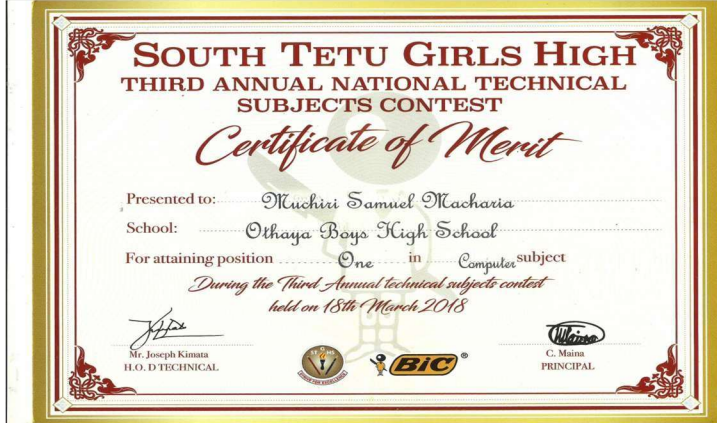 SOUTH TETU GIRLS HIGH
THIRD ANNUAL NATIONAL TECHNICAL
SUBJECTS CONTEST
Certificate of Merit
Presented to: Muchiri Samuel Macharia
School: Othaya Boys High School
For attaining position One in Computer subject
During the Third Annual technical subjects contest
held on 18th March 2018
Mr. Joseph Kimata
H.O. D TECHNICAL
BiC ®
C. Maina
PRINCIPAL